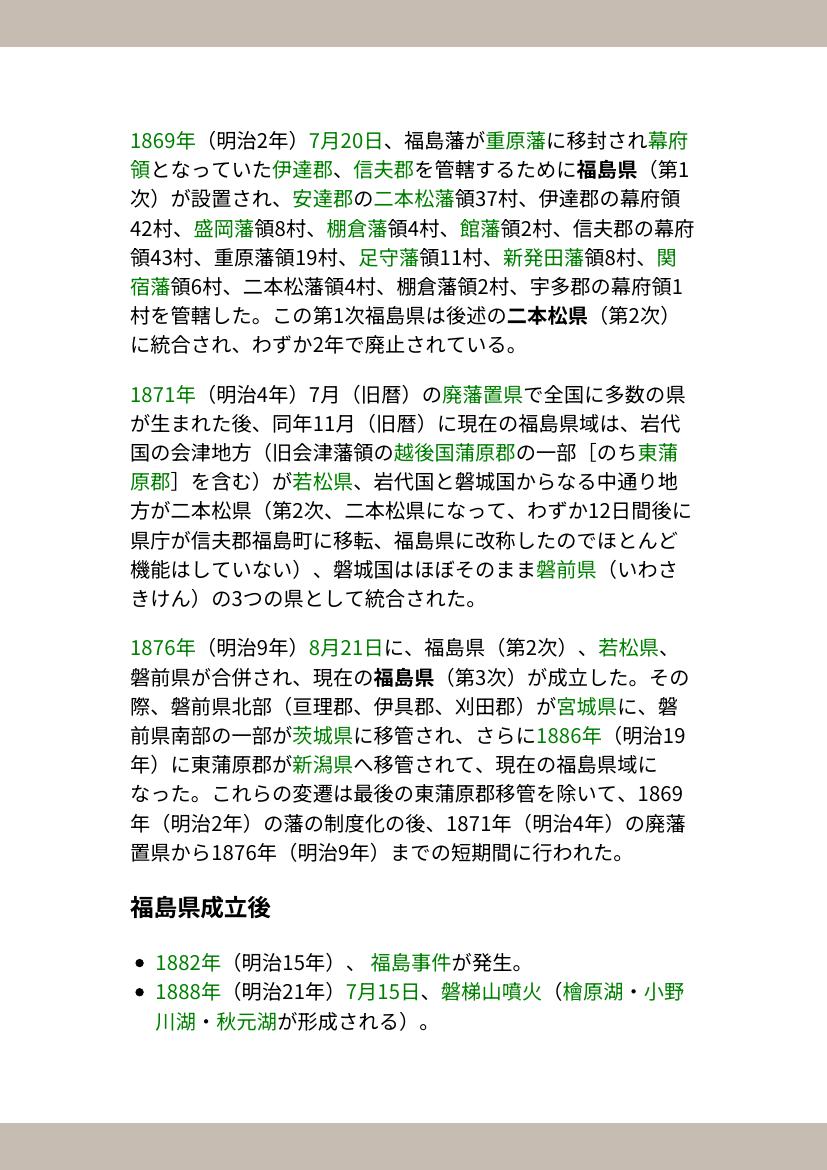 1869年（明治2年）7月20日、福島藩が重原藩に移封され幕府
領となっていた伊達郡、信夫郡を管轄するために福島県（第1
次）が設置され、安達郡の二本松藩領37村、伊達郡の幕府領
42村、盛岡藩領8村、棚倉藩領4村、館藩領2村、信夫郡の幕府
領43村、重原藩領19村、足守藩領11村、新発田藩領8村、関
宿藩領6村、二本松藩領4村、棚倉藩領2村、宇多郡の幕府領1
村を管轄した。この第1次福島県は後述の二本松県（第2次）
に統合され、わずか2年で廃止されている。
1871年（明治4年）7月（旧暦）の廃藩置県で全国に多数の県
が生まれた後、同年11月（旧暦）に現在の福島県域は、岩代
国の会津地方（旧会津藩領の越後国蒲原郡の一部［のち東蒲
原郡］を含む）が若松県、岩代国と磐城国からなる中通り地
方が二本松県（第2次、二本松県になって、わずか12日間後に
県庁が信夫郡福島町に移転、福島県に改称したのでほとんど
機能はしていない）、磐城国はほぼそのまま磐前県（いわさ
きけん）の3つの県として統合された。
1876年（明治9年）8月21日に、福島県（第2次）、若松県、
磐前県が合併され、現在の福島県（第3次）が成立した。その
際、磐前県北部（亘理郡、伊具郡、刈田郡）が宮城県に、磐
前県南部の一部が茨城県に移管され、さらに1886年（明治19
年）に東蒲原郡が新潟県へ移管されて、現在の福島県域に
なった。これらの変遷は最後の東蒲原郡移管を除いて、1869
年（明治2年）の藩の制度化の後、1871年（明治4年）の廃藩
置県から1876年（明治9年）までの短期間に行われた。
福島県成立後
• 1882年（明治15年）、 福島事件が発生。
• 1888年（明治21年）7月15日、磐梯山噴火（檜原湖・小野
川湖・秋元湖が形成される）。